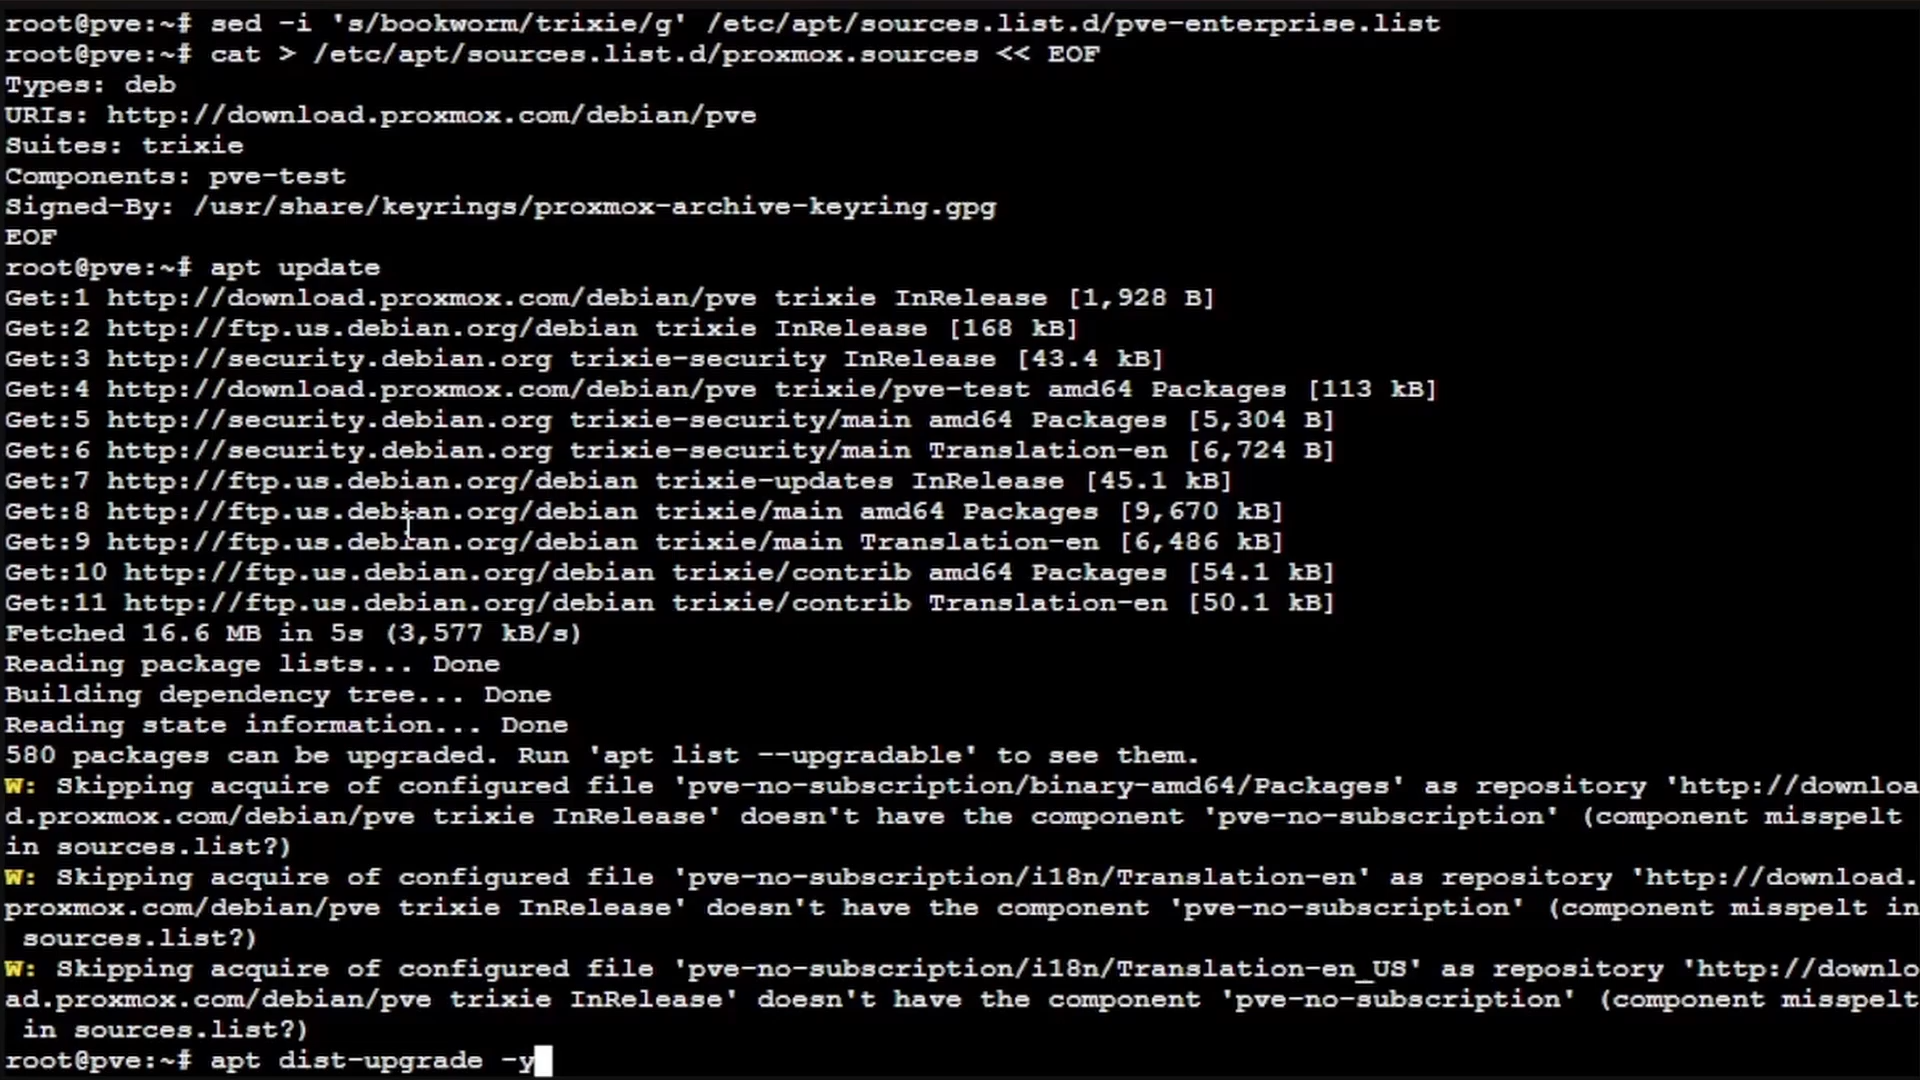 root@pve:~# sed -i 's/bookworm/trixie/g' /etc/apt/sources.list.d/pve-enterprise.list
root@pve:~# cat > /etc/apt/sources.list.d/proxmox.sources << EOF
Types: deb
URIs: http://download.proxmox.com/debian/pve
Suites: trixie
Components: pve-test
Signed-By: /usr/share/keyrings/proxmox-archive-keyring.gpg
EOF
root@pve:~# apt update
Get:1 http://download.proxmox.com/debian/pve trixie InRelease [1,928 B]
Get:2 http://ftp.us.debian.org/debian trixie InRelease [168 kB]
Get:3 http://security.debian.org trixie-security InRelease [43.4 kB]
Get:4 http://download.proxmox.com/debian/pve trixie/pve-test amd64 Packages [113 kB]
Get:5 http://security.debian.org trixie-security/main amd64 Packages [5,304 B]
Get:6 http://security.debian.org trixie-security/main Translation-en [6,724 B]
Get:7 http://ftp.us.debian.org/debian trixie-updates InRelease [45.1 kB]
Get:8 http://ftp.us.debian.org/debian trixie/main amd64 Packages [9,670 kB]
Get:9 http://ftp.us.debian.org/debian trixie/main Translation-en [6,486 kB]
Get:10 http://ftp.us.debian.org/debian trixie/contrib amd64 Packages [54.1 kB]
Get:11 http://ftp.us.debian.org/debian trixie/contrib Translation-en [50.1 kB]
Fetched 16.6 MB in 5s (3,577 kB/s)
Reading package lists... Done
Building dependency tree... Done
Reading state information... Done
580 packages can be upgraded. Run 'apt list --upgradable' to see them.
W: Skipping acquire of configured file 'pve-no-subscription/binary-amd64/Packages' as repository 'http://downloa
d.proxmox.com/debian/pve trixie InRelease' doesn't have the component 'pve-no-subscription' (component misspelt
in sources.list?)
W: Skipping acquire of configured file 'pve-no-subscription/i18n/Translation-en' as repository 'http://download.
proxmox.com/debian/pve trixie InRelease' doesn't have the component 'pve-no-subscription' (component misspelt in
sources.list?)
W: Skipping acquire of configured file 'pve-no-subscription/i18n/Translation-en_US' as repository 'http://downlo
ad.proxmox.com/debian/pve trixie InRelease' doesn't have the component 'pve-no-subscription' (component misspelt
in sources.list?)
root@pve:~# apt dist-upgrade -y